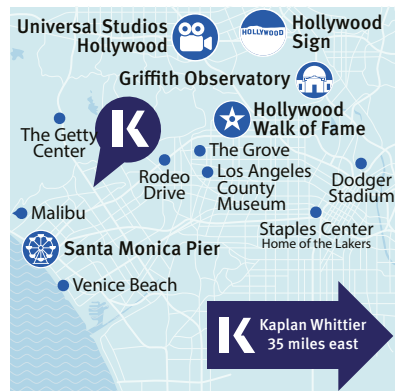 Universal Studios
Hollywood
HOLLYWOOD
Hollywood
Sign
Griffith Observatory
Hollywood
Walk of Fame
The Getty
Center
K
The Grove
Rodeo
Drive
Los Angeles
County
Museum
Dodger
Stadium
Malibu
Staples Center
Home of the Lakers
Santa Monica Pier
Venice Beach
K
Kaplan Whittier
35 miles east